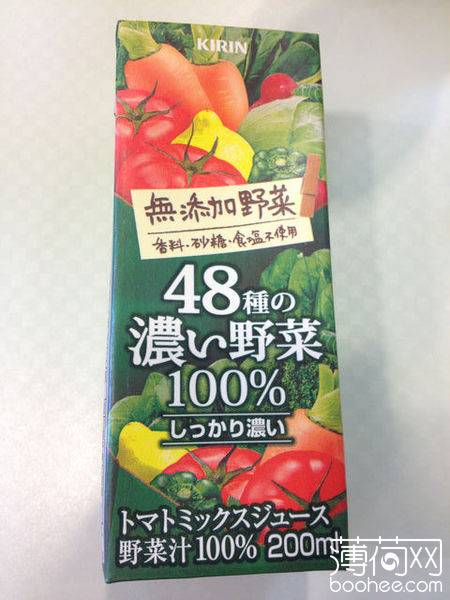 KIRIN
無添加野菜
香料・砂糖・食塩不使用
48種の
濃い野菜
100%
しっかり濃い
トマトミックスジュース
野菜汁100% 200ml
薄荷网
boohee.com